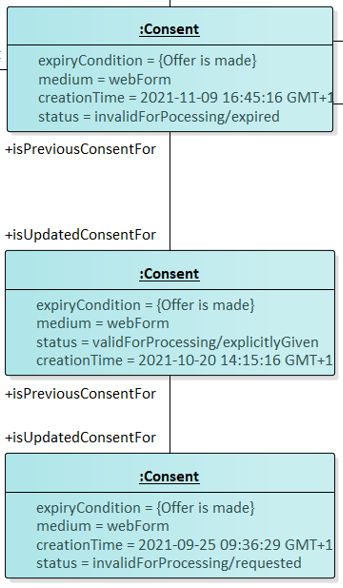 :Consent
expiryCondition = {Offer is made}
medium = webForm
creationTime = 2021-11-09 16:45:16 GMT+1
status = invalidForPocessing/expired
+isPreviousConsentFor
+isUpdatedConsentFor
:Consent
expiryCondition = {Offer is made}
medium = webForm
status = validForProcessing/explicitlyGiven
creationTime = 2021-10-20 14:15:16 GMT+1
+isPreviousConsentFor
+isUpdatedConsentFor
:Consent
expiryCondition = {Offer is made}
medium = webForm
creationTime = 2021-09-25 09:36:29 GMT+1
status = invalidForProcessing/requested